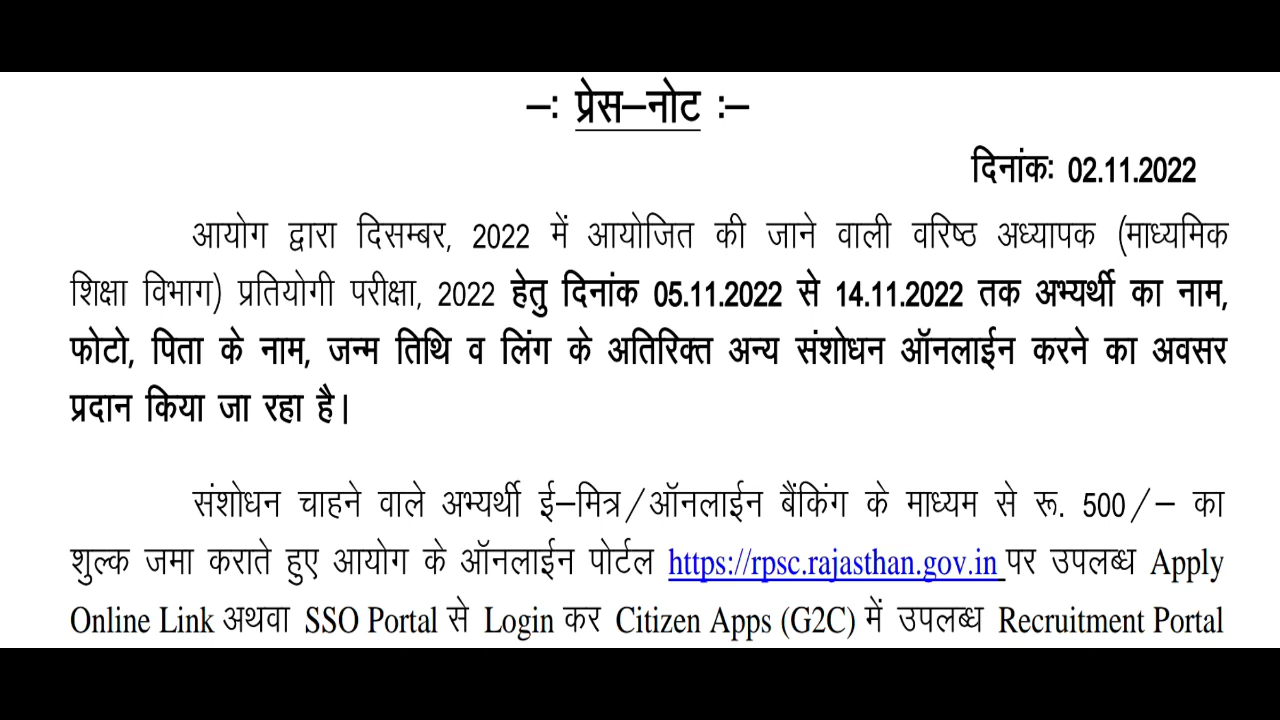 –: प्रेस–नोट :–
दिनांकः 02.11.2022
आयोग द्वारा दिसम्बर, 2022 में आयोजित की जाने वाली वरिष्ठ अध्यापक (माध्यमिक
शिक्षा विभाग) प्रतियोगी परीक्षा, 2022 हेतु दिनांक 05.11.2022 से 14.11.2022 तक अभ्यर्थी का नाम,
फोटो, पिता के नाम, जन्म तिथि व लिंग के अतिरिक्त अन्य संशोधन ऑनलाईन करने का अवसर
प्रदान किया जा रहा है।
संशोधन चाहने वाले अभ्यर्थी ई–मित्र/ऑनलाईन बैंकिंग के माध्यम से रू. 500/– का
शुल्क जमा कराते हुए आयोग के ऑनलाईन पोर्टल https://rpsc.rajasthan.gov.in पर उपलब्ध Apply
Online Link अथवा SSO Portal से Login कर Citizen Apps (G2C) में उपलब्ध Recruitment Portal